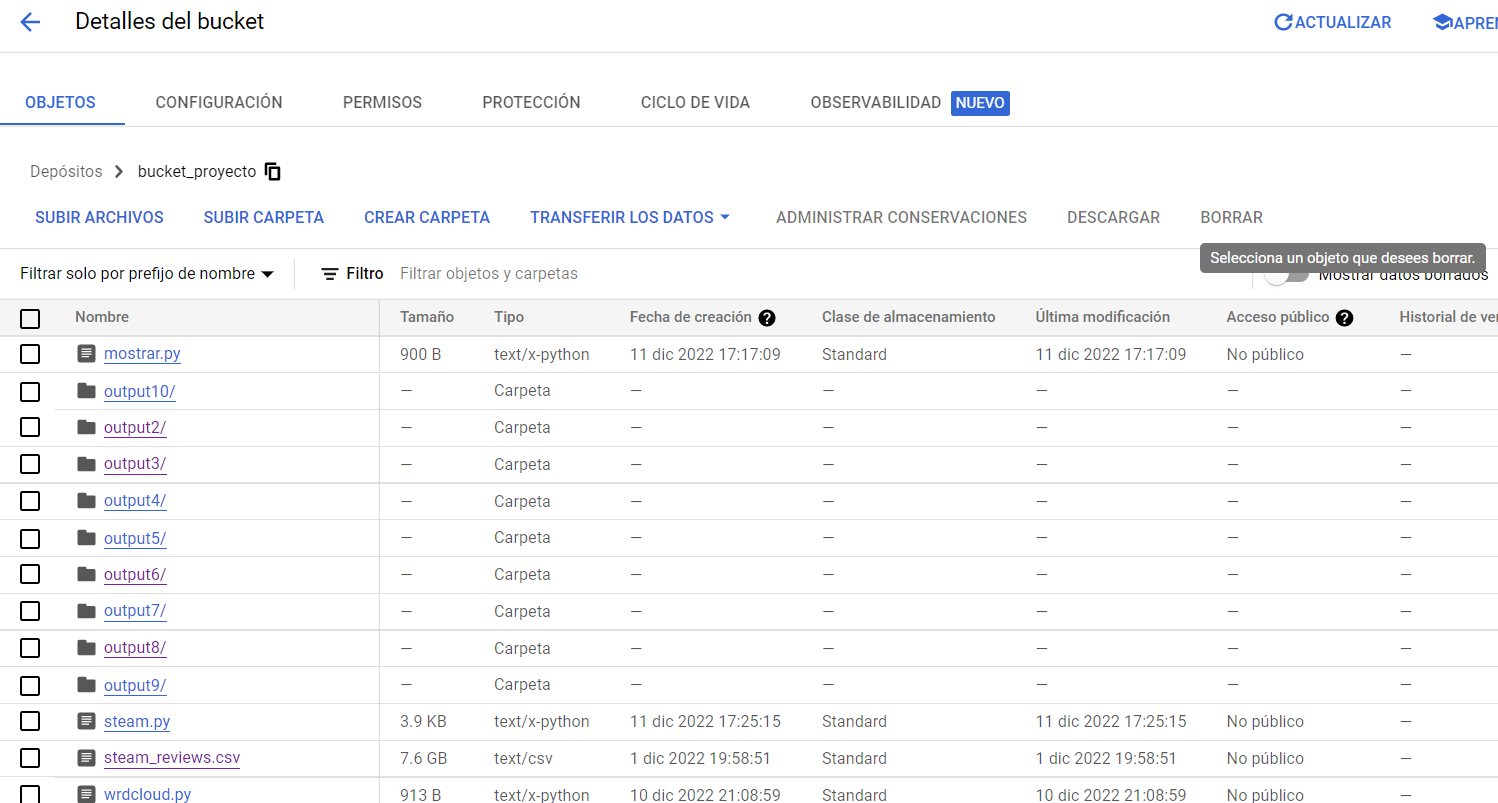 Detalles del bucket
ACTUALIZAR
APREN
OBJETOS CONFIGURACIÓN PERMISOS PROTECCIÓN CICLO DE VIDA OBSERVABILIDAD NUEVO
Depósitos bucket_proyecto
SUBIR ARCHIVOS SUBIR CARPETA CREAR CARPETA TRANSFERIR LOS DATOS ADMINISTRAR CONSERVACIONES DESCARGAR BORRAR
Selecciona un objeto que desees borrar.
Filtrar solo por prefijo de nombre Filtro Filtrar objetos y carpetas Mostrar datos borrados
Nombre Tamaño Tipo Fecha de creación Clase de almacenamiento Última modificación Acceso público Historial de ver
mostrar.py 900 B text/x-python 11 dic 2022 17:17:09 Standard 11 dic 2022 17:17:09 No público —
output10/ — Carpeta — — — — —
output2/ — Carpeta — — — — —
output3/ — Carpeta — — — — —
output4/ — Carpeta — — — — —
output5/ — Carpeta — — — — —
output6/ — Carpeta — — — — —
output7/ — Carpeta — — — — —
output8/ — Carpeta — — — — —
output9/ — Carpeta — — — — —
steam.py 3.9 KB text/x-python 11 dic 2022 17:25:15 Standard 11 dic 2022 17:25:15 No público —
steam_reviews.csv 7.6 GB text/csv 1 dic 2022 19:58:51 Standard 1 dic 2022 19:58:51 No público —
wrdcloud.py 913 B text/x-python 10 dic 2022 21:08:59 Standard 10 dic 2022 21:08:59 No público —